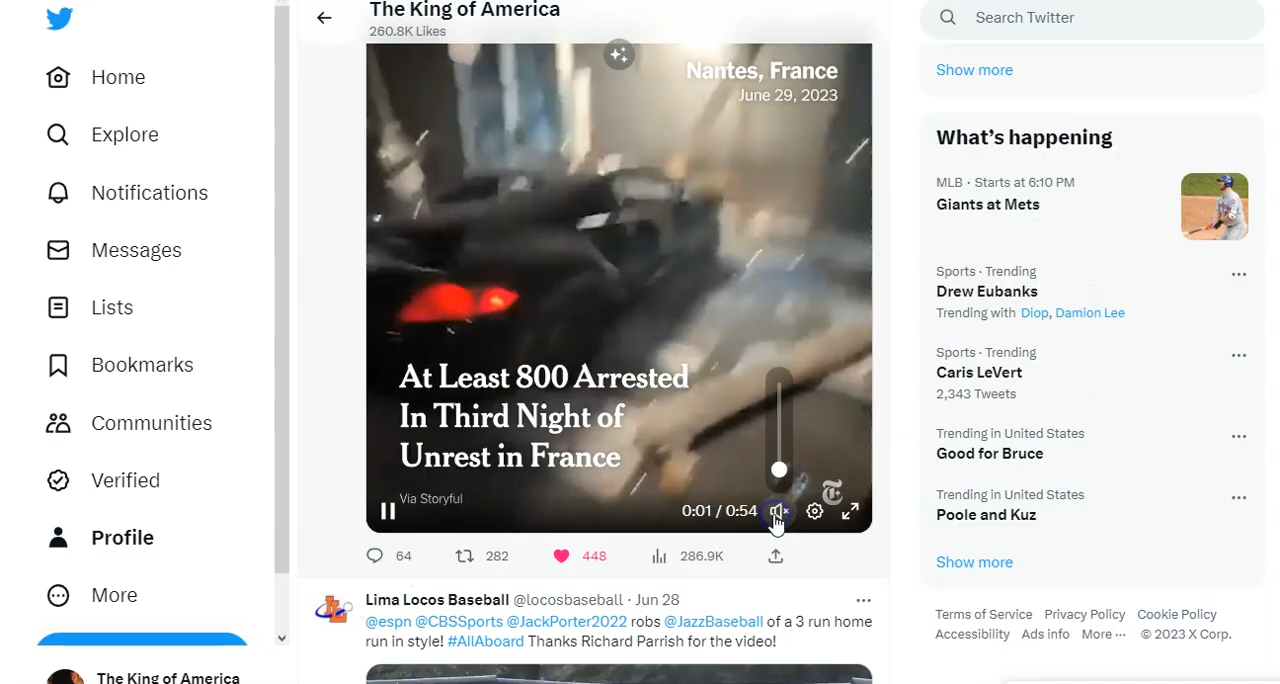 Home
Explore
Notifications
Messages
Lists
Bookmarks
Communities
Verified
Profile
More
The King of America
The King of America
260.8K Likes
Nantes, France
June 29, 2023
At Least 800 Arrested
In Third Night of
Unrest in France
Via Storyful
0:01 / 0:54
64 282 448 286.9K
Lima Locos Baseball @locosbaseball · Jun 28
@espn @CBSSports @JackPorter2022 robs @JazzBaseball of a 3 run home
run in style! #AllAboard Thanks Richard Parrish for the video!
Search Twitter
Show more
What's happening
MLB · Starts at 6:10 PM
Giants at Mets
Sports · Trending
Drew Eubanks
Trending with Diop, Damion Lee
Sports · Trending
Caris LeVert
2,343 Tweets
Trending in United States
Good for Bruce
Trending in United States
Poole and Kuz
Show more
Terms of Service Privacy Policy Cookie Policy
Accessibility Ads info More ··· © 2023 X Corp.